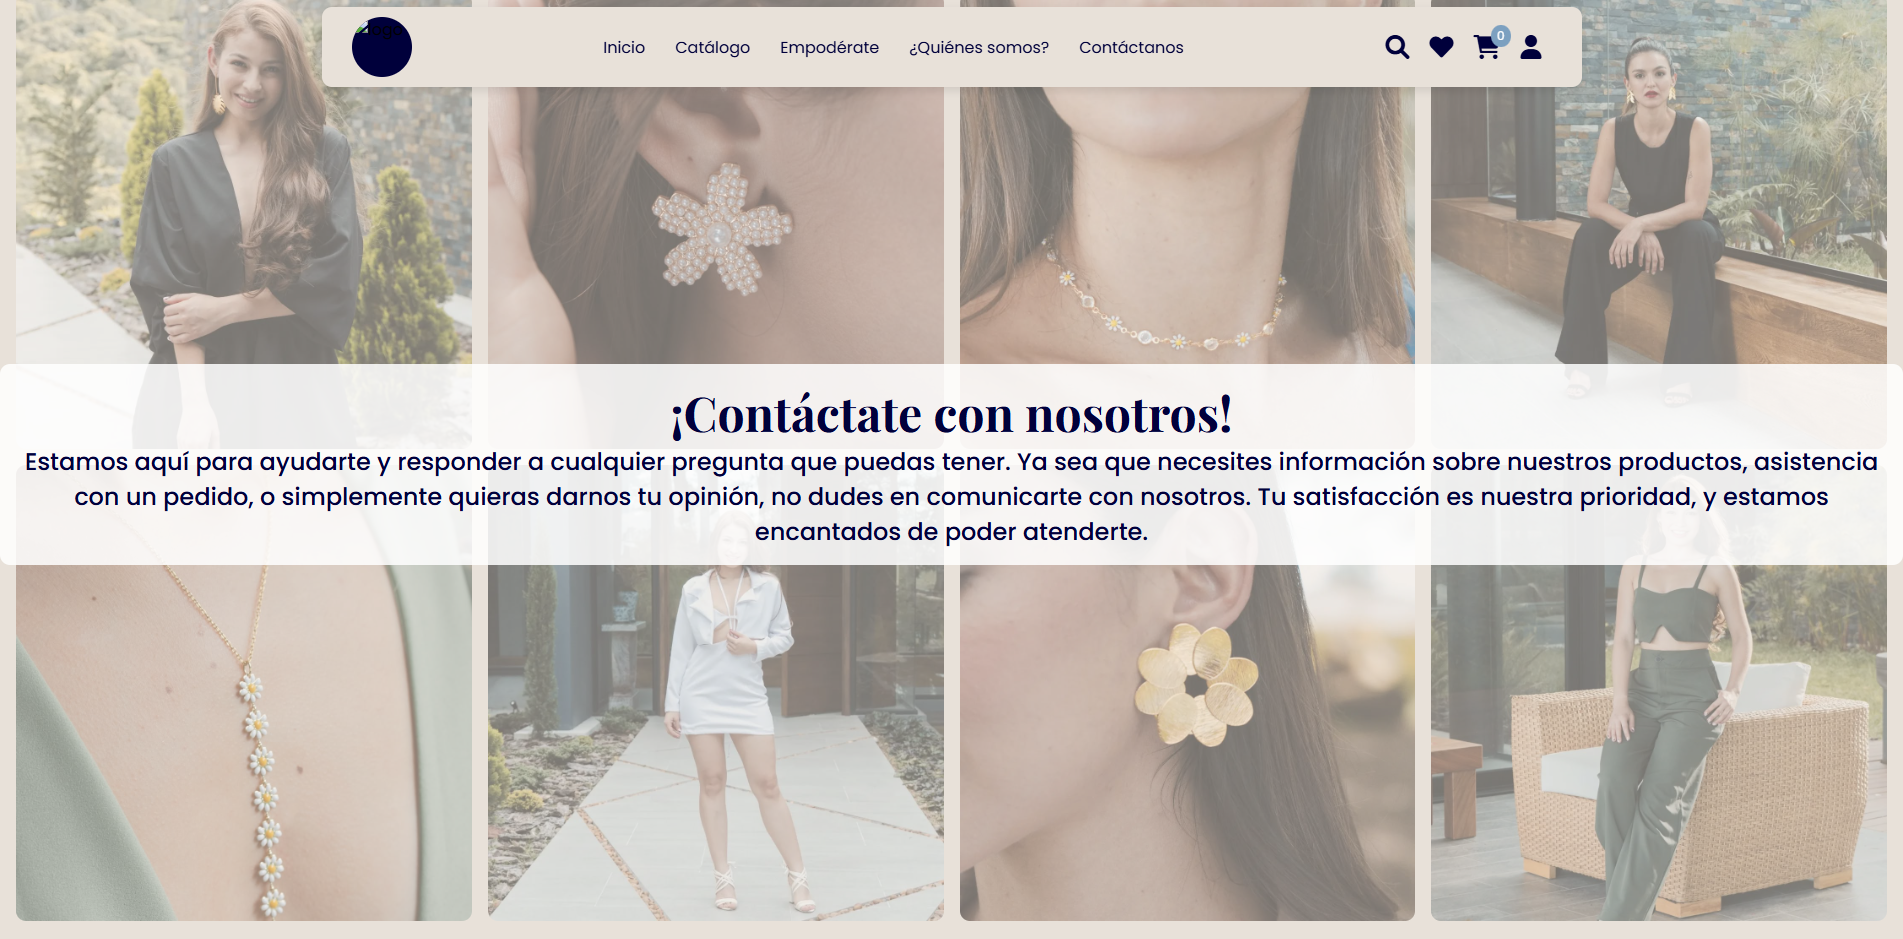 Inicio Catálogo Empodérate ¿Quiénes somos? Contáctanos 0
¡Contáctate con nosotros!
Estamos aquí para ayudarte y responder a cualquier pregunta que puedas tener. Ya sea que necesites información sobre nuestros productos, asistencia
con un pedido, o simplemente quieras darnos tu opinión, no dudes en comunicarte con nosotros. Tu satisfacción es nuestra prioridad, y estamos
encantados de poder atenderte.